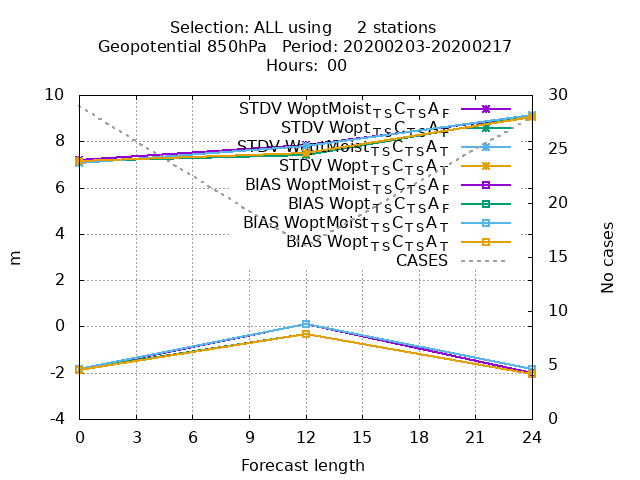 Selection: ALL using     2 stations
Geopotential 850hPa   Period: 20200203-20200217
Hours:  00
STDV WoptMoist_TS C_TS A_F
STDV Wopt_TS C_TS A_F
STDV WoptMoist_TS C_TS A_T
STDV Wopt_TS C_TS A_T
BIAS WoptMoist_TS C_TS A_F
BIAS Wopt_TS C_TS A_F
BIAS WoptMoist_TS C_TS A_T
BIAS Wopt_TS C_TS A_T
CASES
10
8
6
4
2
0
-2
-4
m
30
25
20
15
10
5
0
No cases
0 3 6 9 12 15 18 21 24
Forecast length